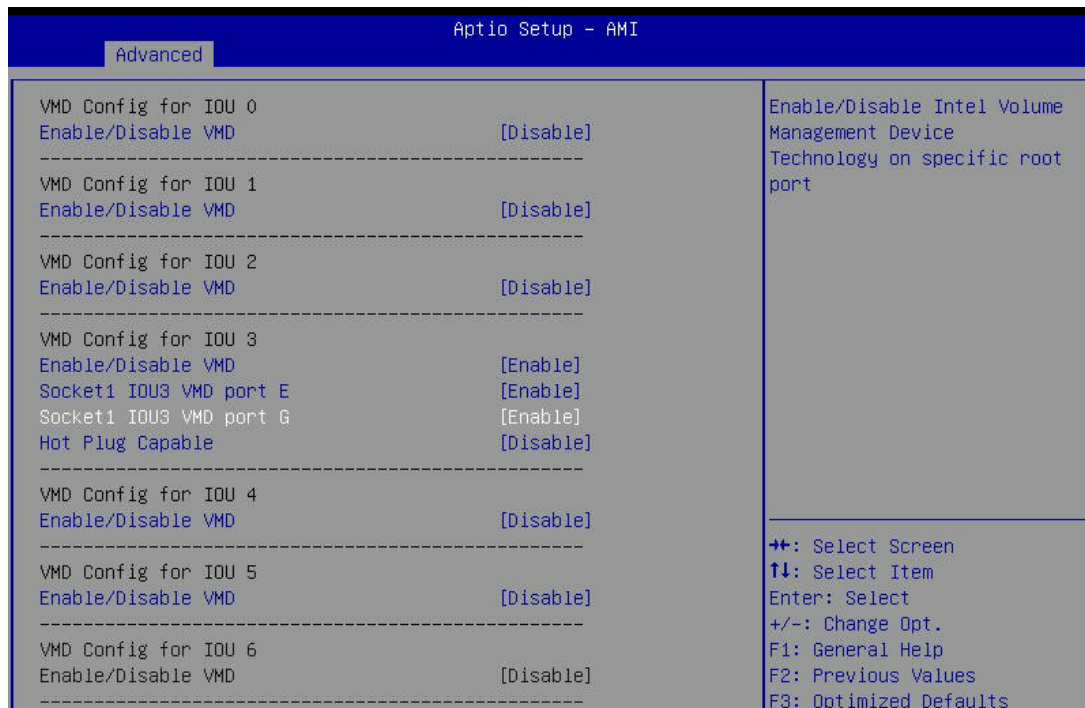 Aptio Setup – AMI
Advanced
VMD Config for IOU 0
Enable/Disable VMD [Disable]
------------------------------------------------
VMD Config for IOU 1
Enable/Disable VMD [Disable]
------------------------------------------------
VMD Config for IOU 2
Enable/Disable VMD [Disable]
------------------------------------------------
VMD Config for IOU 3
Enable/Disable VMD [Enable]
Socket1 IOU3 VMD port E [Enable]
Socket1 IOU3 VMD port G [Enable]
Hot Plug Capable [Disable]
------------------------------------------------
VMD Config for IOU 4
Enable/Disable VMD [Disable]
------------------------------------------------
VMD Config for IOU 5
Enable/Disable VMD [Disable]
------------------------------------------------
VMD Config for IOU 6
Enable/Disable VMD [Disable]
------------------------------------------------
Enable/Disable Intel Volume
Management Device
Technology on specific root
port
→←: Select Screen
↑↓: Select Item
Enter: Select
+/-: Change Opt.
F1: General Help
F2: Previous Values
F3: Optimized Defaults